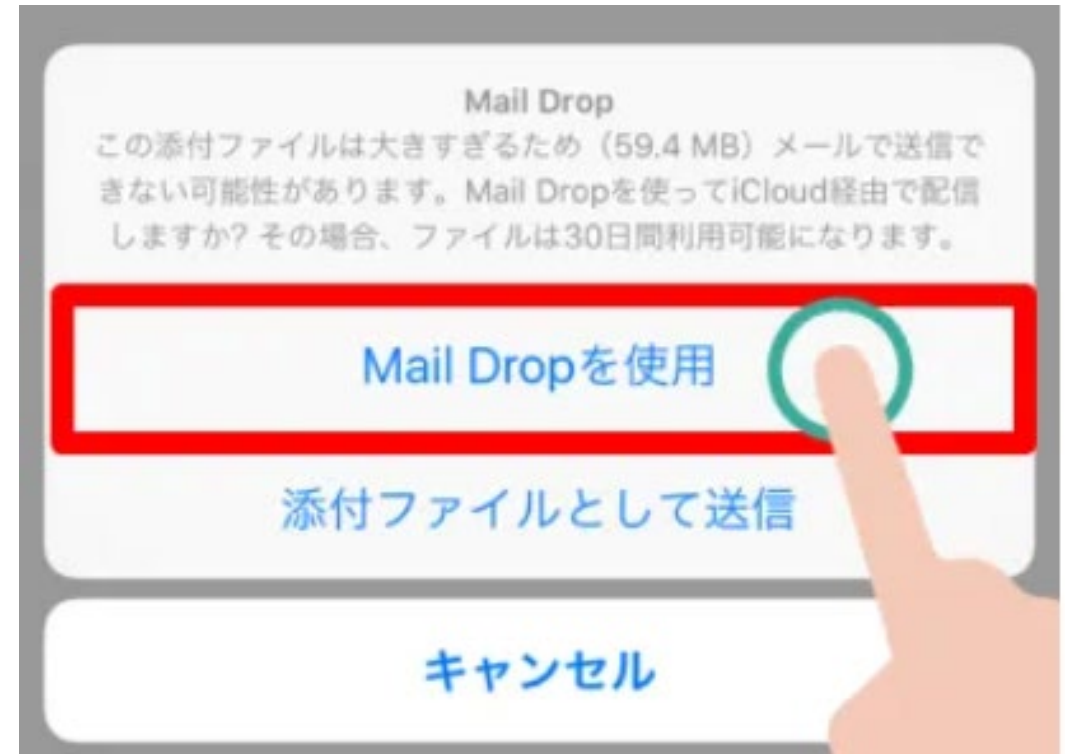 Mail Drop
この添付ファイルは大きすぎるため（59.4 MB）メールで送信で
きない可能性があります。Mail Dropを使ってiCloud経由で配信
しますか? その場合、ファイルは30日間利用可能になります。
Mail Dropを使用
添付ファイルとして送信
キャンセル